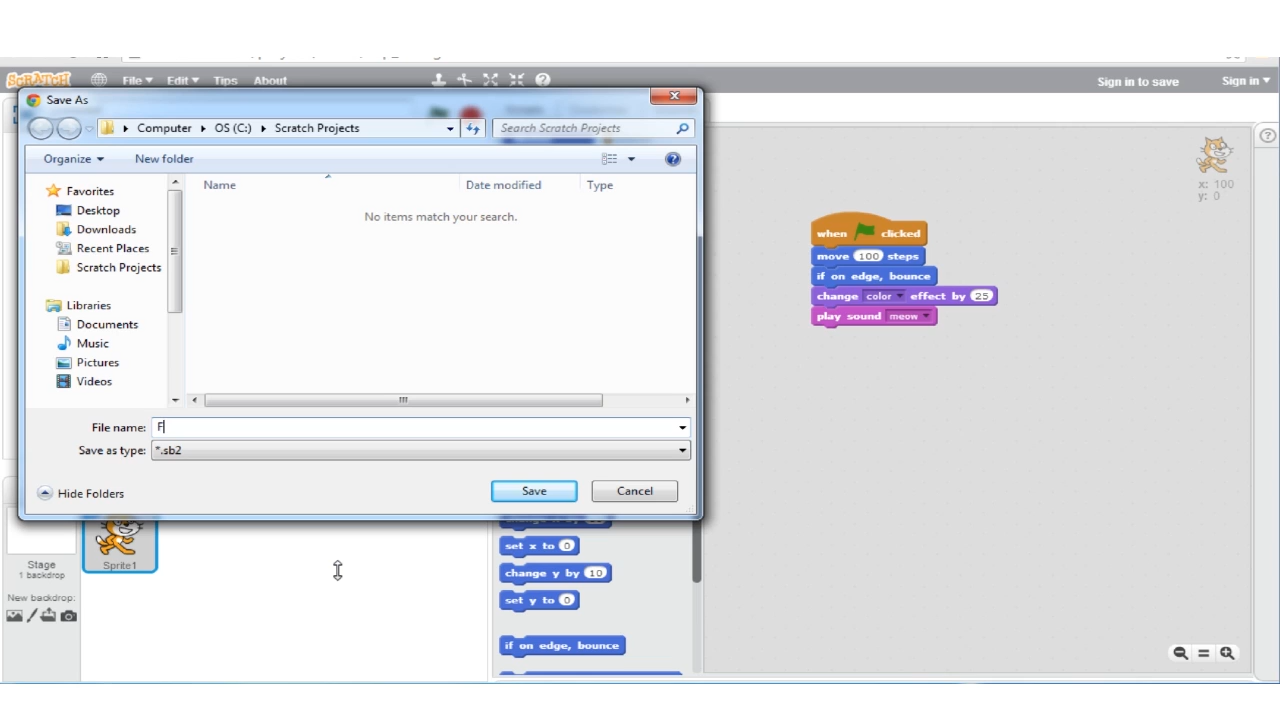 SCRATCH File Edit Tips About Sign in to save Sign in
Save As
Computer OS (C:) Scratch Projects Search Scratch Projects
Organize New folder
Name Date modified Type
No items match your search.
Favorites
Desktop
Downloads
Recent Places
Scratch Projects
Libraries
Documents
Music
Pictures
Videos
File name: F
Save as type: *.sb2
Hide Folders Save Cancel
x: 100
y: 0
when clicked
move 100 steps
if on edge, bounce
change color effect by 25
play sound meow
Sprite1
Stage
1 backdrop
New backdrop:
set x to 0
change y by 10
set y to 0
if on edge, bounce